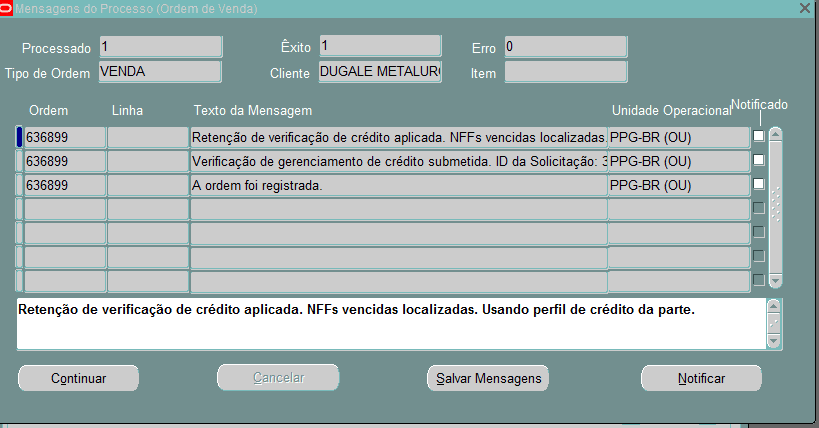 Mensagens do Processo (Ordem de Venda)
Processado 1 Êxito 1 Erro 0
Tipo de Ordem VENDA Cliente DUGALE METALUR Item
Ordem Linha Texto da Mensagem Unidade Operacional Notificado
636899 Retenção de verificação de crédito aplicada. NFFs vencidas localizadas PPG-BR (OU)
636899 Verificação de gerenciamento de crédito submetida. ID da Solicitação: 3 PPG-BR (OU)
636899 A ordem foi registrada. PPG-BR (OU)
Retenção de verificação de crédito aplicada. NFFs vencidas localizadas. Usando perfil de crédito da parte.
Continuar Cancelar Salvar Mensagens Notificar